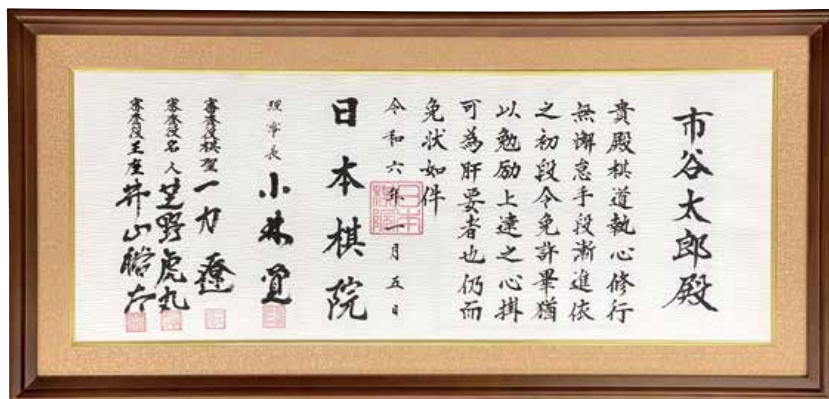 市谷太郎殿
貴殿棋道執心修行
無懈怠手段漸進依
之初段令免許畢猶
以勉励上達之心掛
可為肝要者也仍而
免状如件
令和六年一月五日
日本棋院
理事長 小林覚
審査役棋聖 一力遼
審査役名人 芝野虎丸
審査役王座 井山裕太